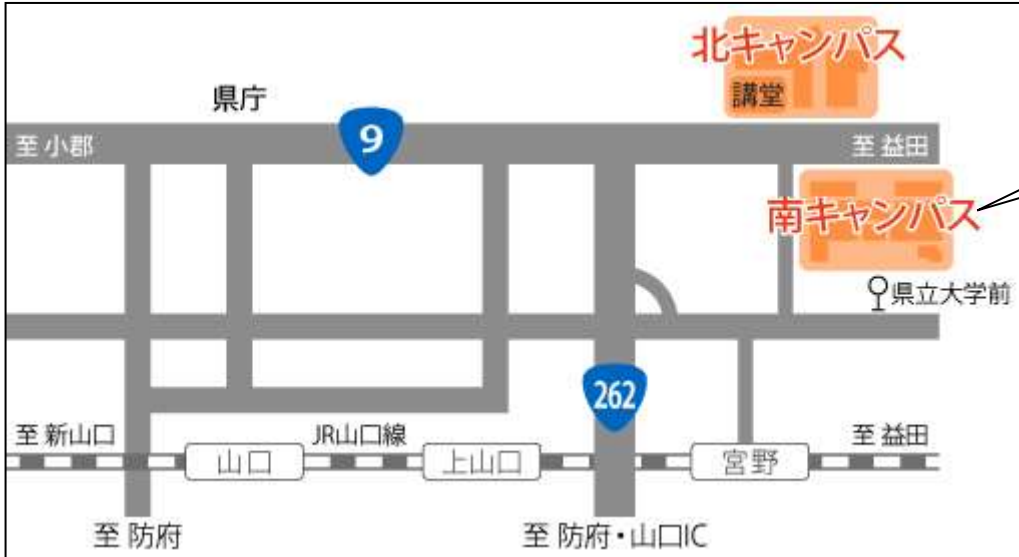 北キャンパス
講堂
県庁
至 小郡
9
至 益田
南キャンパス
県立大学前
262
至 新山口
JR山口線
至 益田
山口
上山口
宮野
至 防府
至 防府・山口IC